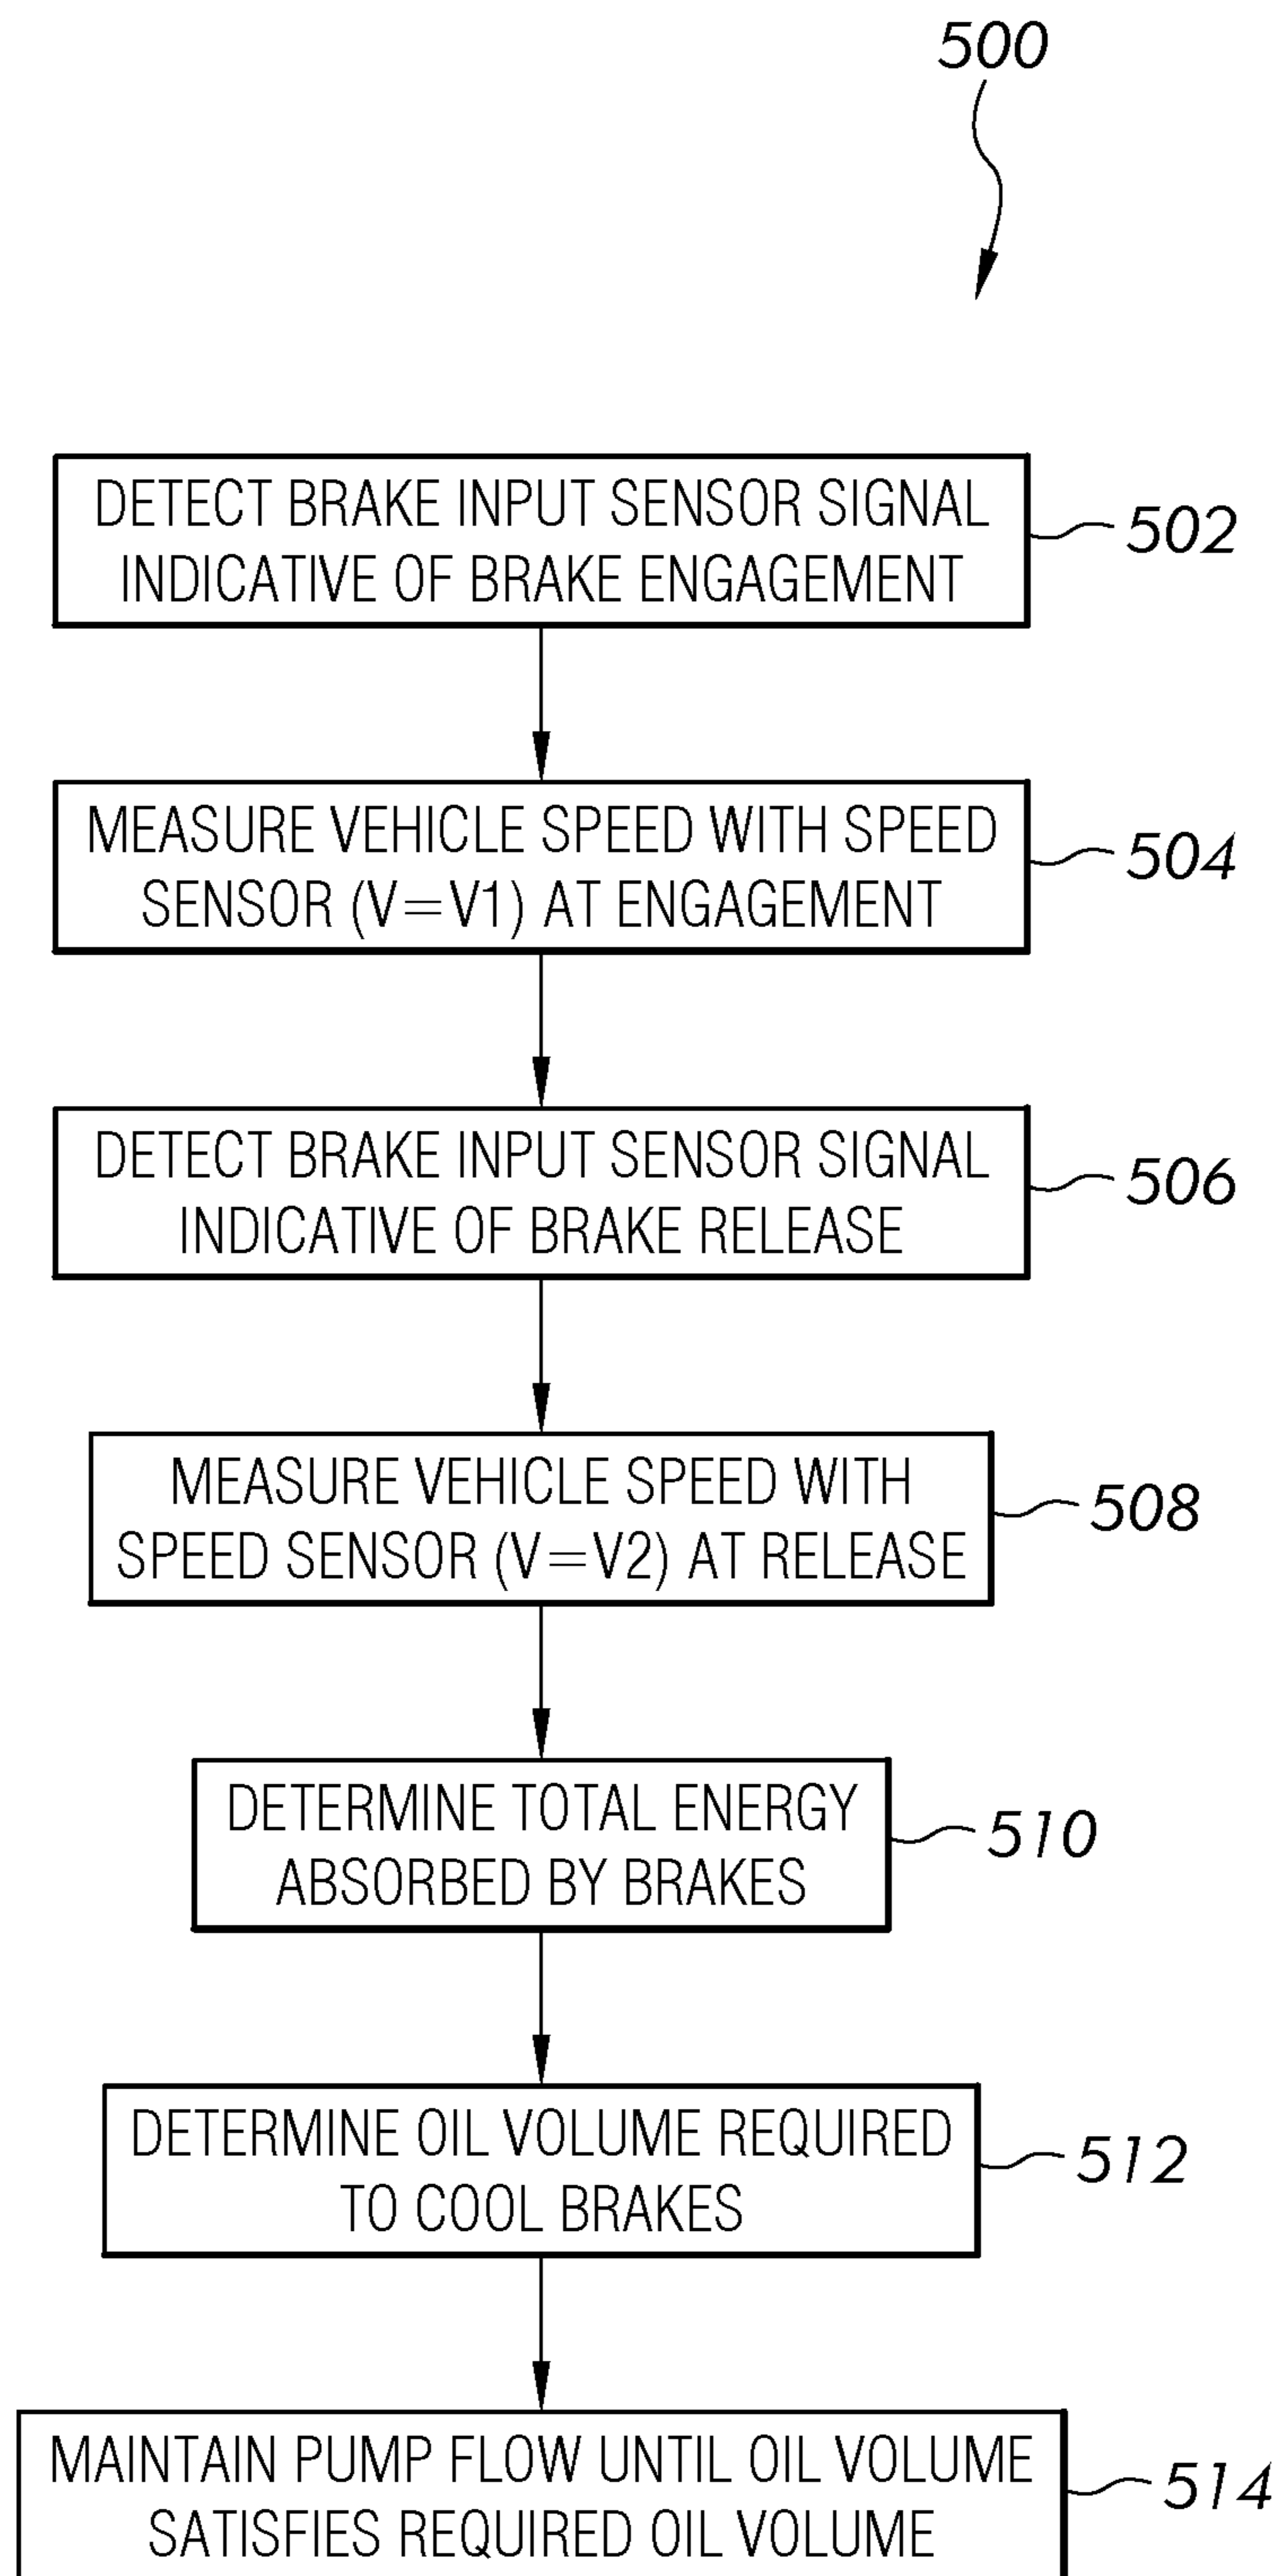 500
DETECT BRAKE INPUT SENSOR SIGNAL
INDICATIVE OF BRAKE ENGAGEMENT
502
MEASURE VEHICLE SPEED WITH SPEED
SENSOR (V=V1) AT ENGAGEMENT
504
DETECT BRAKE INPUT SENSOR SIGNAL
INDICATIVE OF BRAKE RELEASE
506
MEASURE VEHICLE SPEED WITH
SPEED SENSOR (V=V2) AT RELEASE
508
DETERMINE TOTAL ENERGY
ABSORBED BY BRAKES
510
DETERMINE OIL VOLUME REQUIRED
TO COOL BRAKES
512
MAINTAIN PUMP FLOW UNTIL OIL VOLUME
SATISFIES REQUIRED OIL VOLUME
514